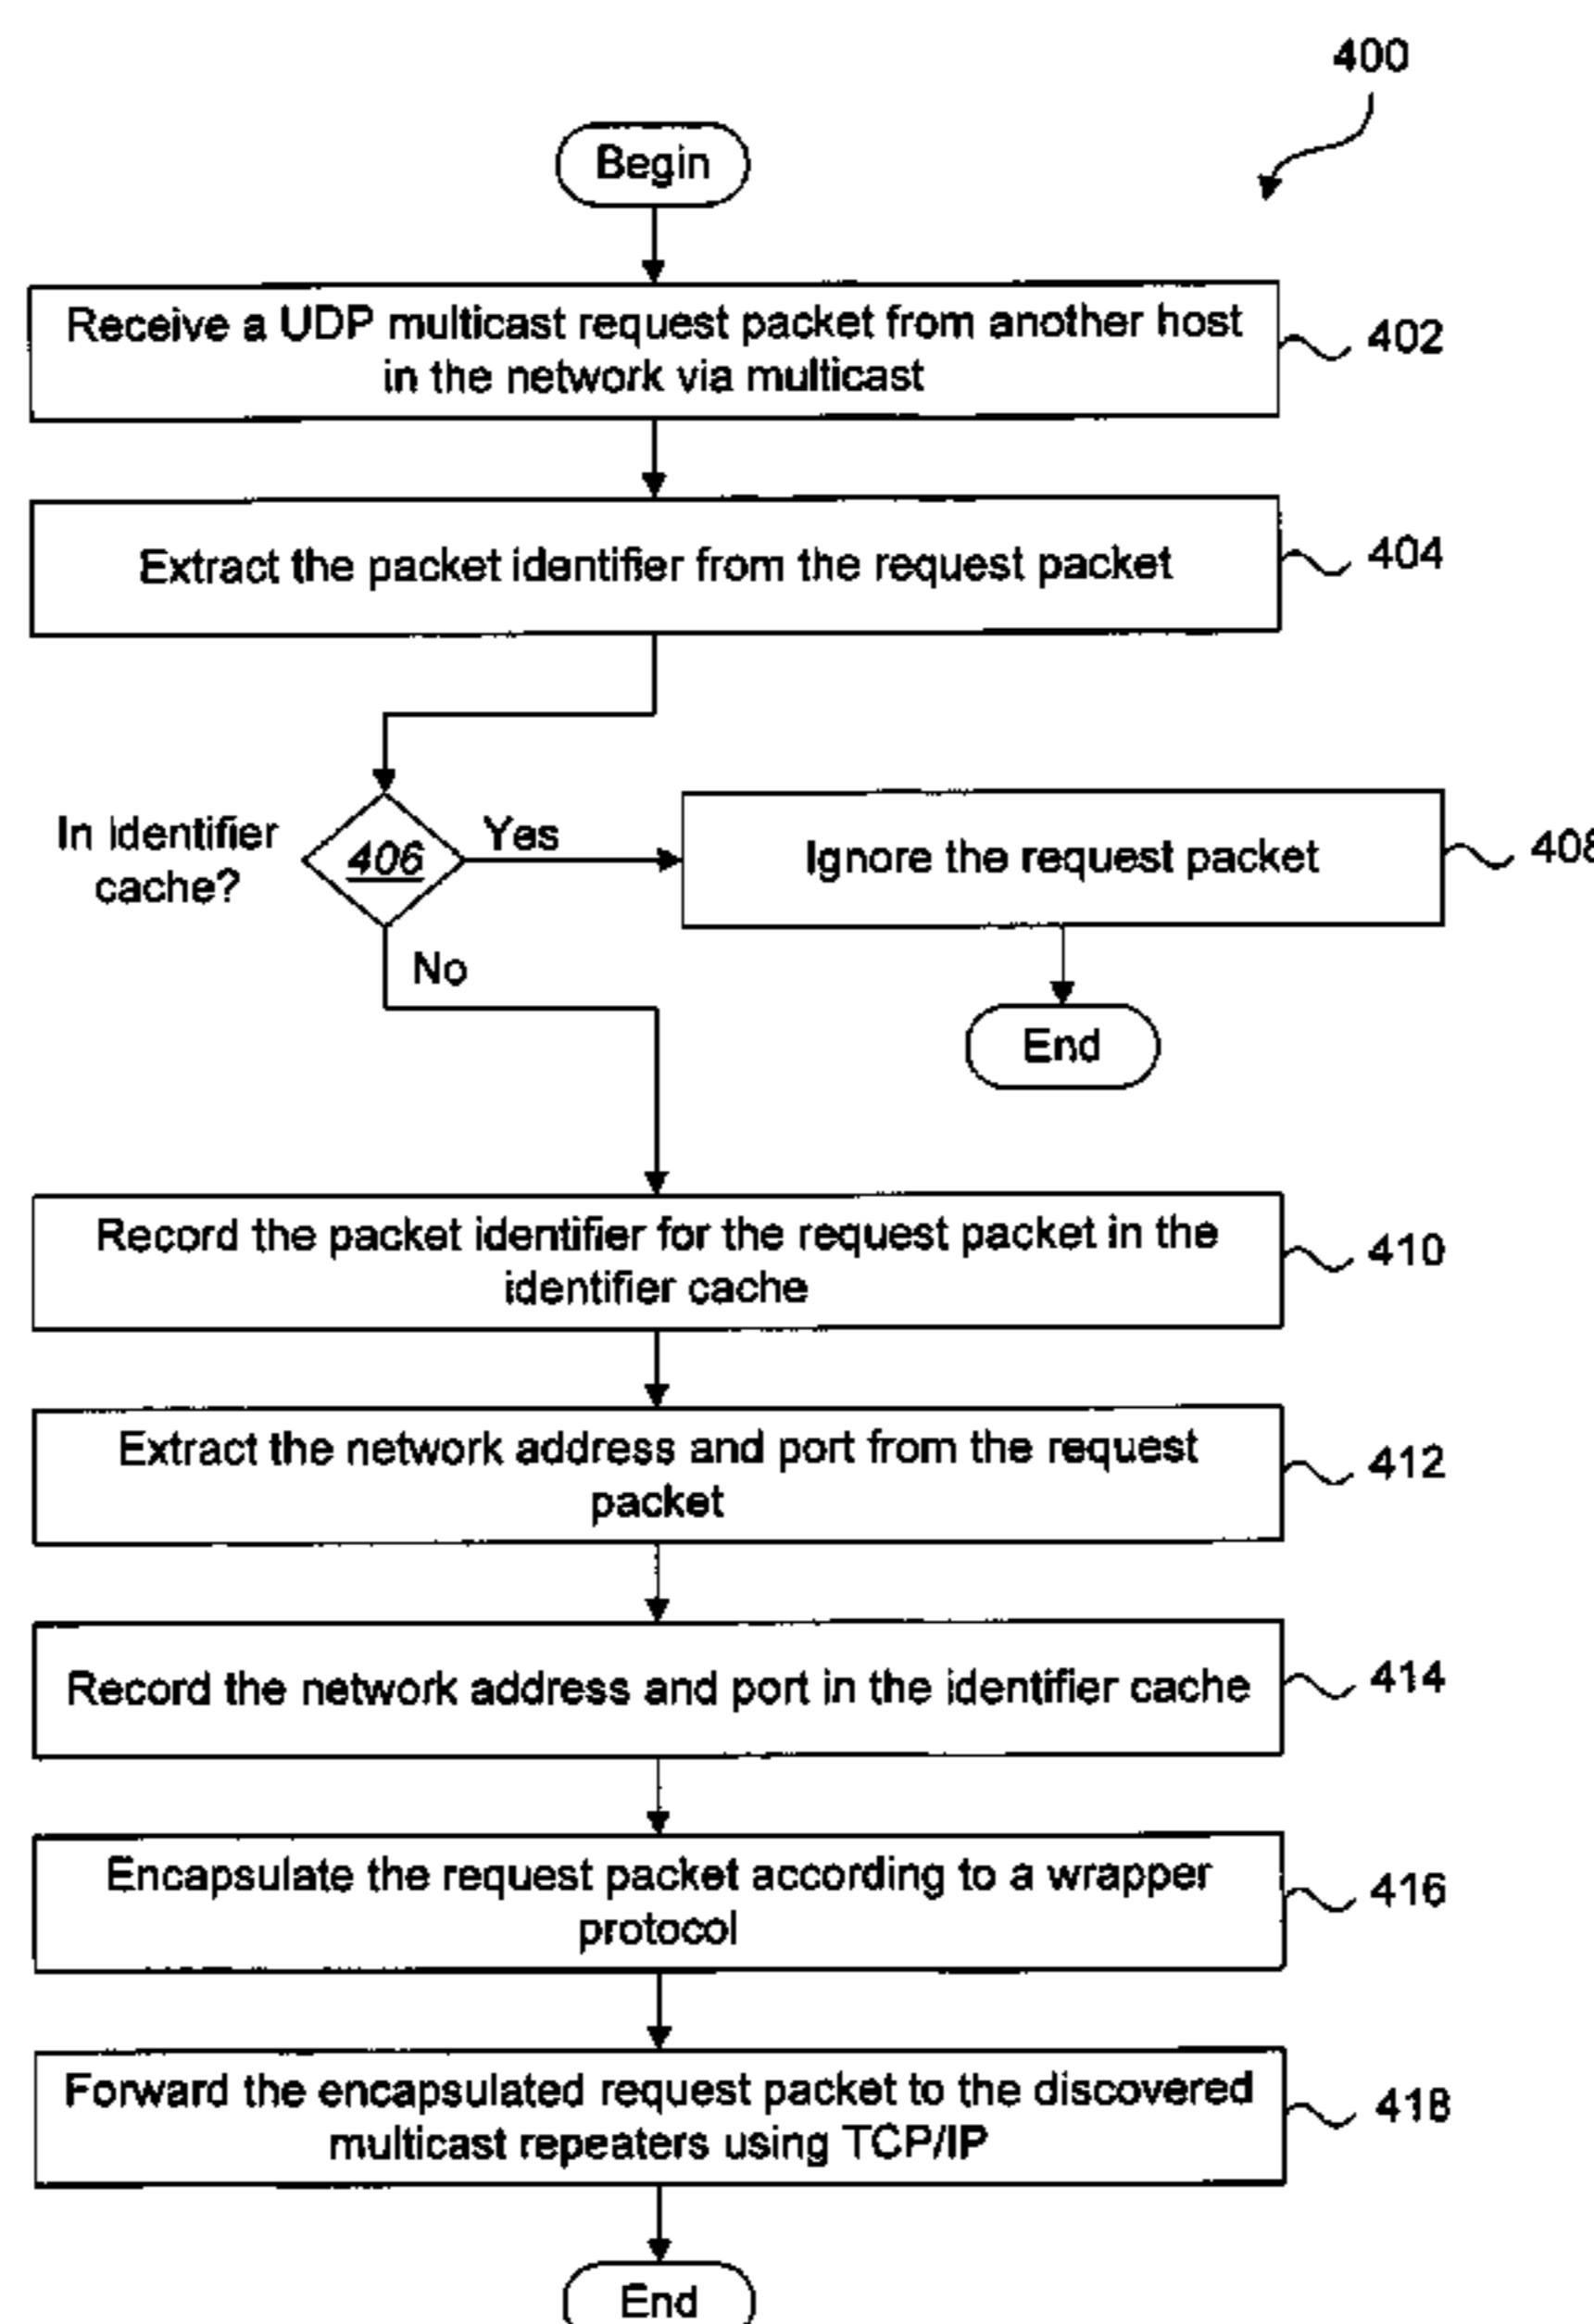 400
Begin
Receive a UDP multicast request packet from another host
in the network via multicast
402
Extract the packet identifier from the request packet
404
In identifier
cache?
406
Yes
Ignore the request packet
408
No
End
Record the packet identifier for the request packet in the
identifier cache
410
Extract the network address and port from the request
packet
412
Record the network address and port in the identifier cache
414
Encapsulate the request packet according to a wrapper
protocol
416
Forward the encapsulated request packet to the discovered
multicast repeaters using TCP/IP
418
End